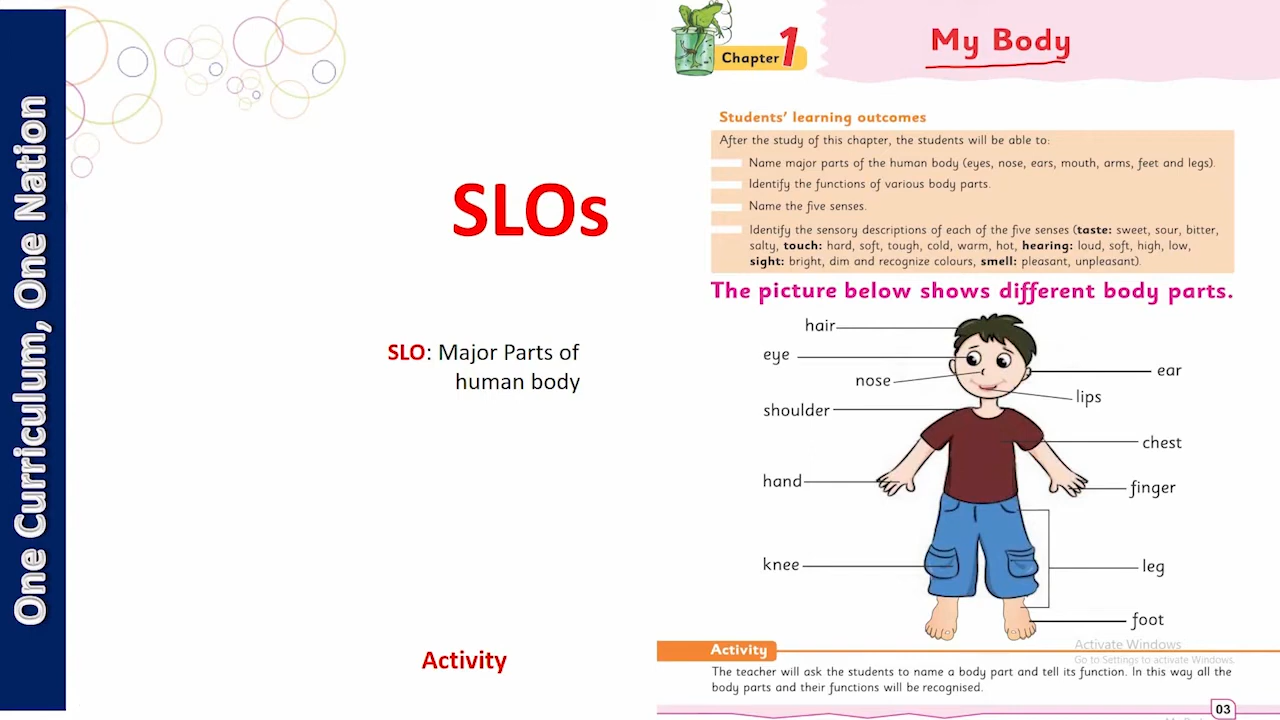 One Curriculum, One Nation
SLOs
SLO: Major Parts of
human body
Activity
Chapter 1
My Body
Students' learning outcomes
After the study of this chapter, the students will be able to:
Name major parts of the human body (eyes, nose, ears, mouth, arms, feet and legs).
Identify the functions of various body parts.
Name the five senses.
Identify the sensory descriptions of each of the five senses (taste: sweet, sour, bitter,
salty, touch: hard, soft, tough, cold, warm, hot, hearing: loud, soft, high, low,
sight: bright, dim and recognize colours, smell: pleasant, unpleasant).
The picture below shows different body parts.
hair
eye
nose
shoulder
hand
knee
ear
lips
chest
finger
leg
foot
Activate Windows
Go to Settings to activate Windows.
Activity
The teacher will ask the students to name a body part and tell its function. In this way all the
body parts and their functions will be recognised.
03